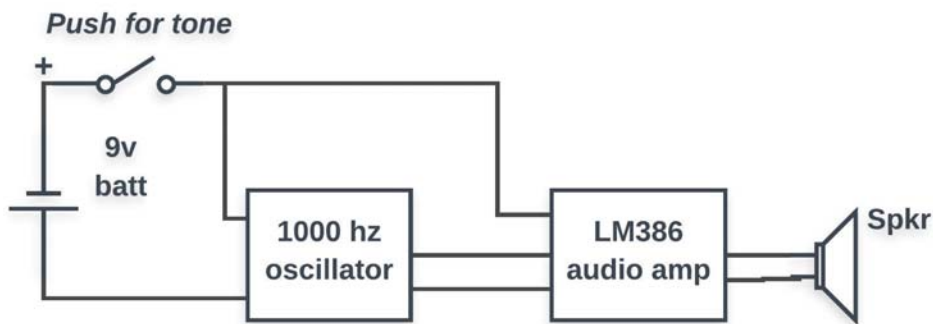 Push for tone
+
9v
batt
1000 hz
oscillator
LM386
audio amp
Spkr